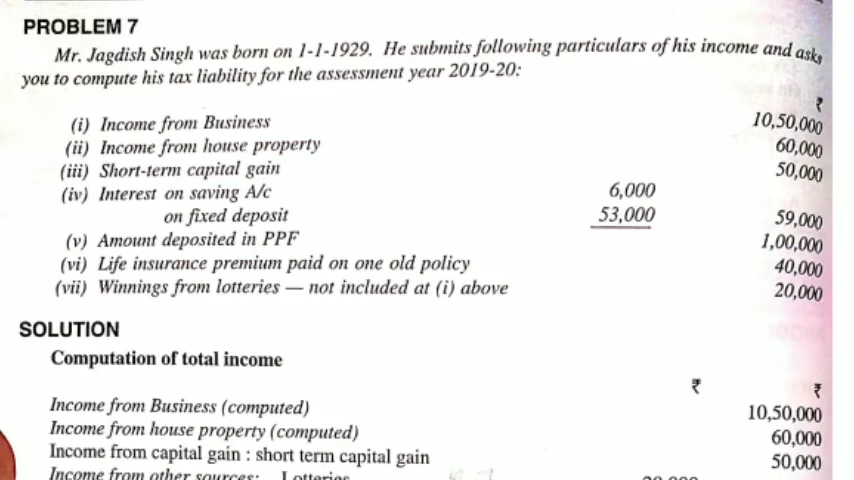 PROBLEM 7
Mr. Jagdish Singh was born on 1-1-1929. He submits following particulars of his income and asks
you to compute his tax liability for the assessment year 2019-20:
₹
(i) Income from Business 10,50,000
(ii) Income from house property 60,000
(iii) Short-term capital gain 50,000
(iv) Interest on saving A/c 6,000
on fixed deposit 53,000 59,000
(v) Amount deposited in PPF 1,00,000
(vi) Life insurance premium paid on one old policy 40,000
(vii) Winnings from lotteries — not included at (i) above 20,000
SOLUTION
Computation of total income
₹ ₹
Income from Business (computed) 10,50,000
Income from house property (computed) 60,000
Income from capital gain : short term capital gain 50,000
Income from other sources: Lotteries